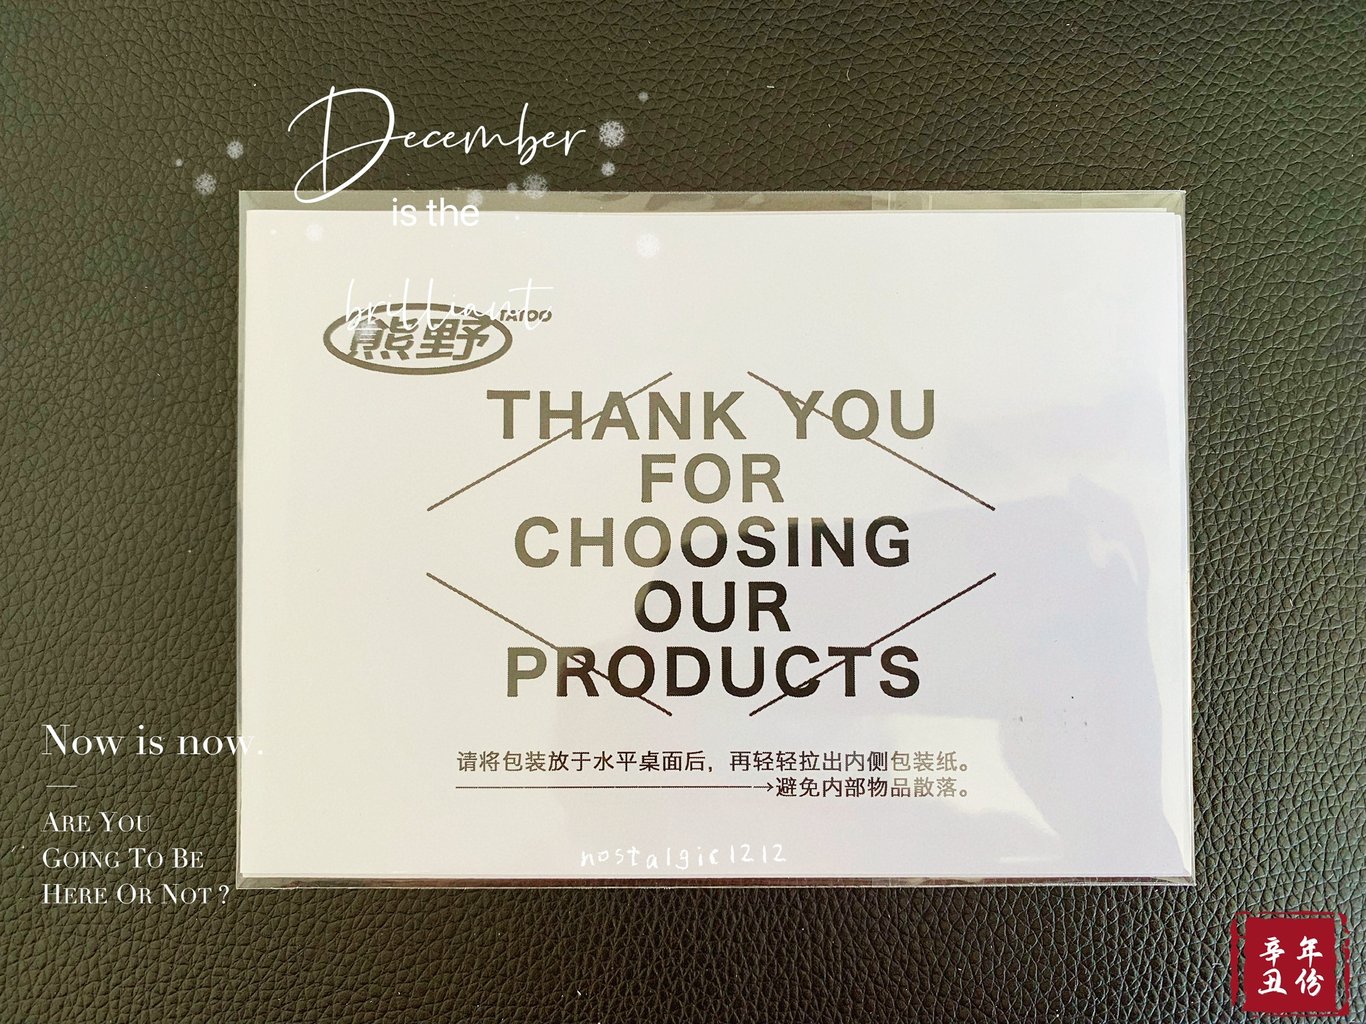 December
is the
brilliant
熊野 TATOO
THANK YOU
FOR
CHOOSING
OUR
PRODUCTS
请将包装放于水平桌面后，再轻轻拉出内侧包装纸。
→避免内部物品散落。
nostalgic1212
Now is now.
ARE YOU
GOING TO BE
HERE OR NOT ?
辛丑
年份